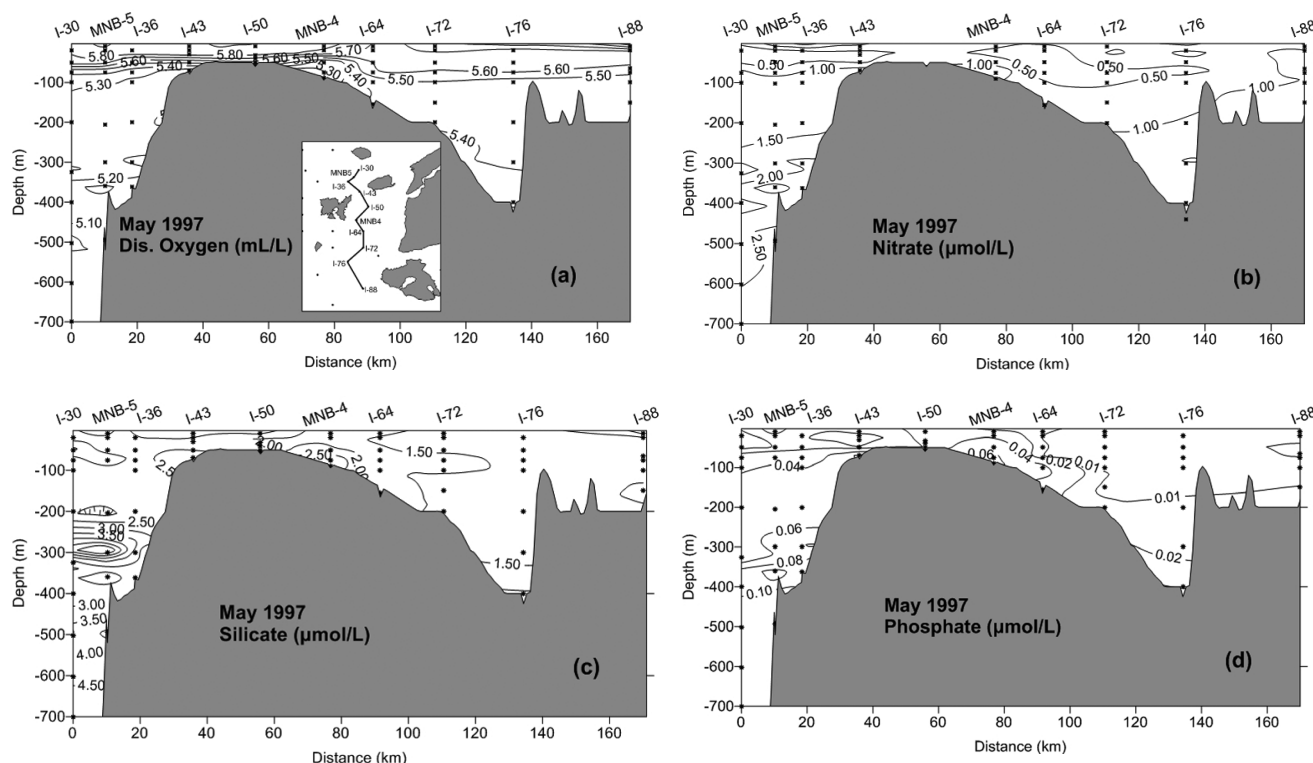 I-30 MNB-5 I-36 I-43 I-50 MNB-4 I-64 I-72 I-76 I-88
5.80 5.80 5.60 5.70
5.60 5.40 5.50 5.30 5.60
5.30 5.40 5.50 5.50
5.40
5.20
5.10
-100
-200
-300
-400
-500
-600
-700
Depth (m)
May 1997
Dis. Oxygen (mL/L)
(a)
I-30
MNB5
I-36
I-43
I-50
MNB4
I-64
I-72
I-76
I-88
0 20 40 60 80 100 120 140 160
Distance (km)
I-30 MNB-5 I-36 I-43 I-50 MNB-4 I-64 I-72 I-76 I-88
0.50 1.00 1.00 0.50 0.50 0.50
1.00
1.00
1.50
2.00
2.50
-100
-200
-300
-400
-500
-600
-700
Depth (m)
May 1997
Nitrate (µmol/L)
(b)
0 20 40 60 80 100 120 140 160
Distance (km)
I-30 MNB-5 I-36 I-43 I-50 MNB-4 I-64 I-72 I-76 I-88
2.00 2.50 2.00 1.50
2.50
3.00
3.50
1.50
3.00
3.50
4.00
4.50
-100
-200
-300
-400
-500
-600
-700
Deprh (m)
May 1997
Silicate (µmol/L)
(c)
0 20 40 60 80 100 120 140 160
Distance (km)
I-30 MNB-5 I-36 I-43 I-50 MNB-4 I-64 I-72 I-76 I-88
0.04 0.06 0.04 0.02 0.01
0.01
0.06
0.08
0.10
0.02
-100
-200
-300
-400
-500
-600
-700
Depth (m)
May 1997
Phosphate (µmol/L)
(d)
0 20 40 60 80 100 120 140 160
Distance (km)